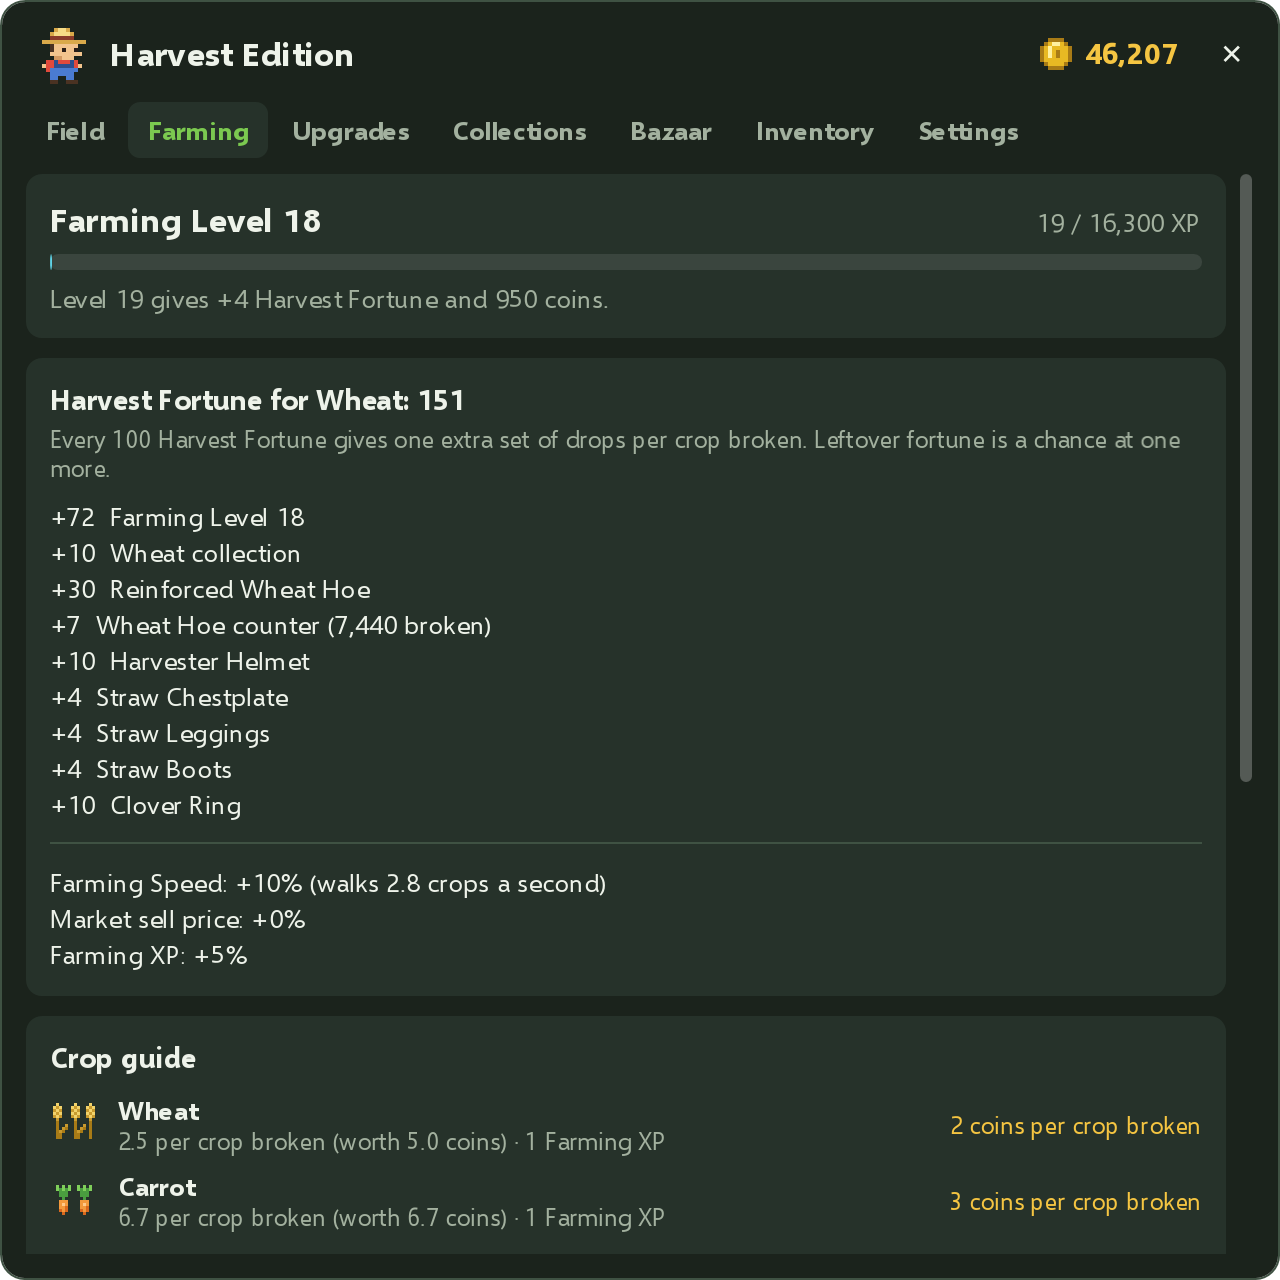 Harvest Edition
46,207
×
Field Farming Upgrades Collections Bazaar Inventory Settings
Farming Level 18
19 / 16,300 XP
Level 19 gives +4 Harvest Fortune and 950 coins.
Harvest Fortune for Wheat: 151
Every 100 Harvest Fortune gives one extra set of drops per crop broken. Leftover fortune is a chance at one
more.
+72 Farming Level 18
+10 Wheat collection
+30 Reinforced Wheat Hoe
+7 Wheat Hoe counter (7,440 broken)
+10 Harvester Helmet
+4 Straw Chestplate
+4 Straw Leggings
+4 Straw Boots
+10 Clover Ring
Farming Speed: +10% (walks 2.8 crops a second)
Market sell price: +0%
Farming XP: +5%
Crop guide
Wheat
2.5 per crop broken (worth 5.0 coins) · 1 Farming XP
2 coins per crop broken
Carrot
6.7 per crop broken (worth 6.7 coins) · 1 Farming XP
3 coins per crop broken